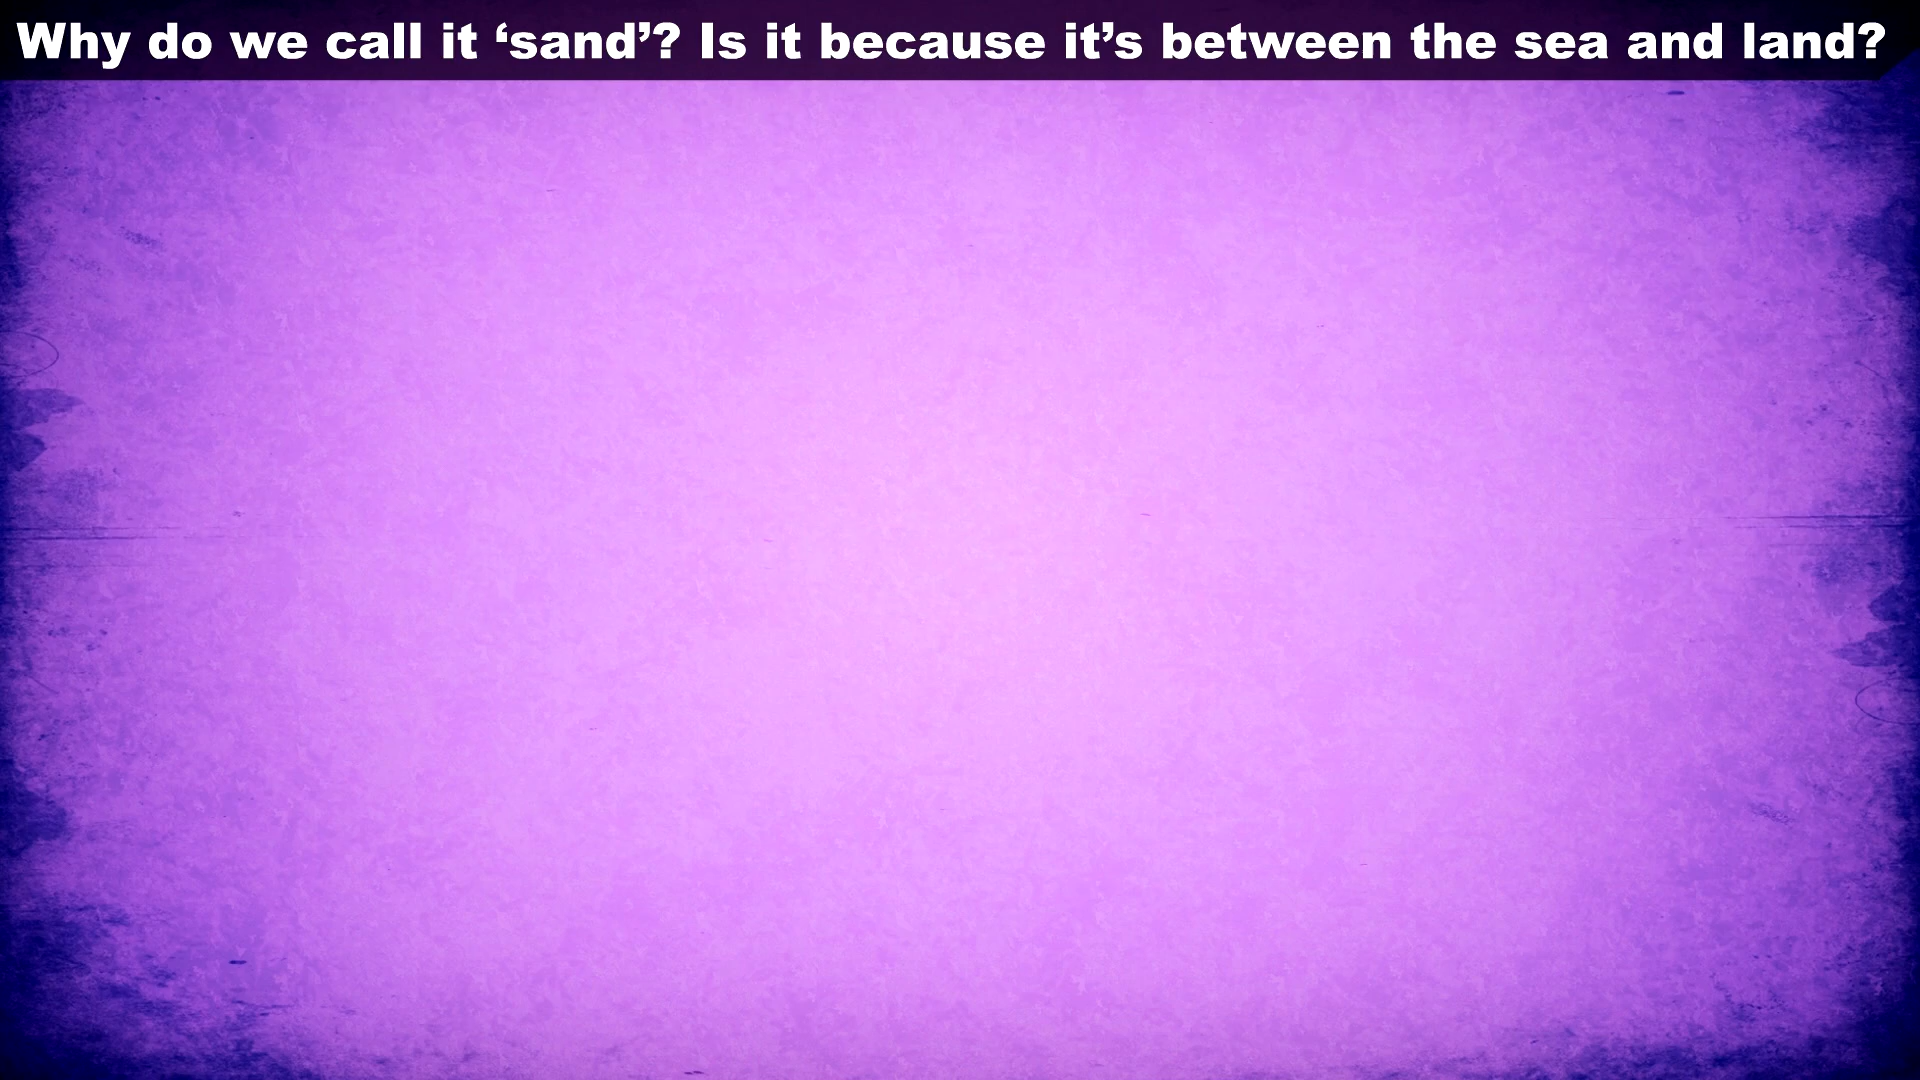 Why do we call it ‘sand’? Is it because it’s between the sea and land?